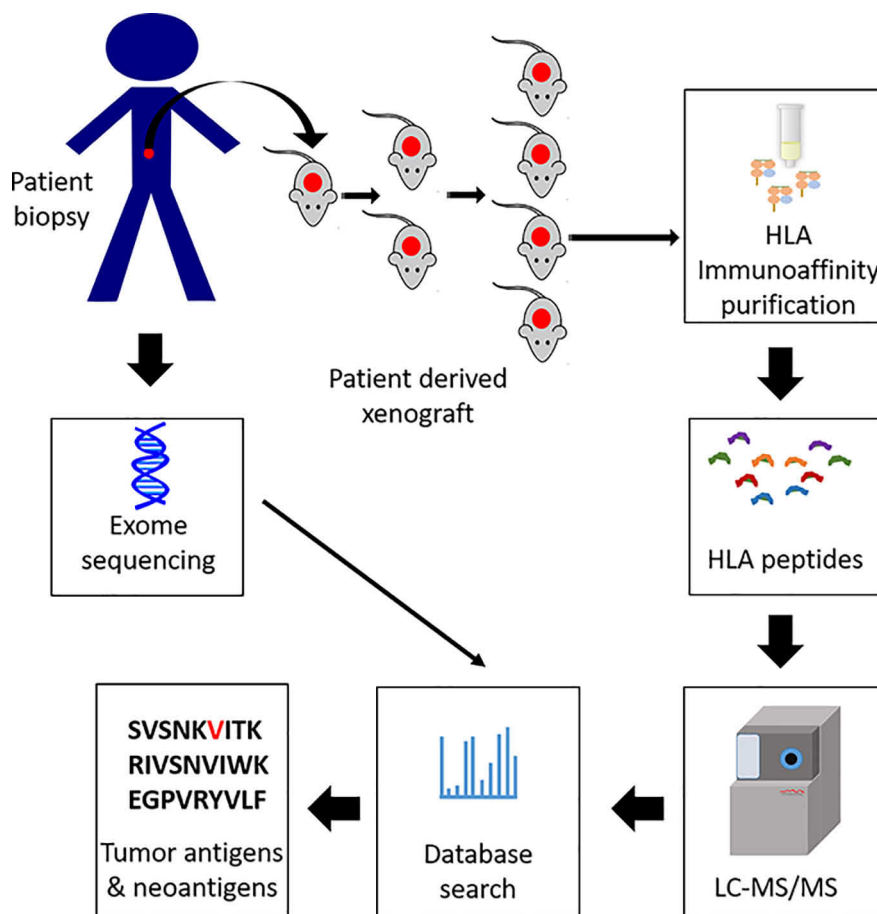 Patient
biopsy
Patient derived
xenograft
HLA
Immunoaffinity
purification
Exome
sequencing
HLA peptides
SVSNKVITK
RIVSNVIWK
EGPVRYVLF
Tumor antigens
& neoantigens
Database
search
LC-MS/MS